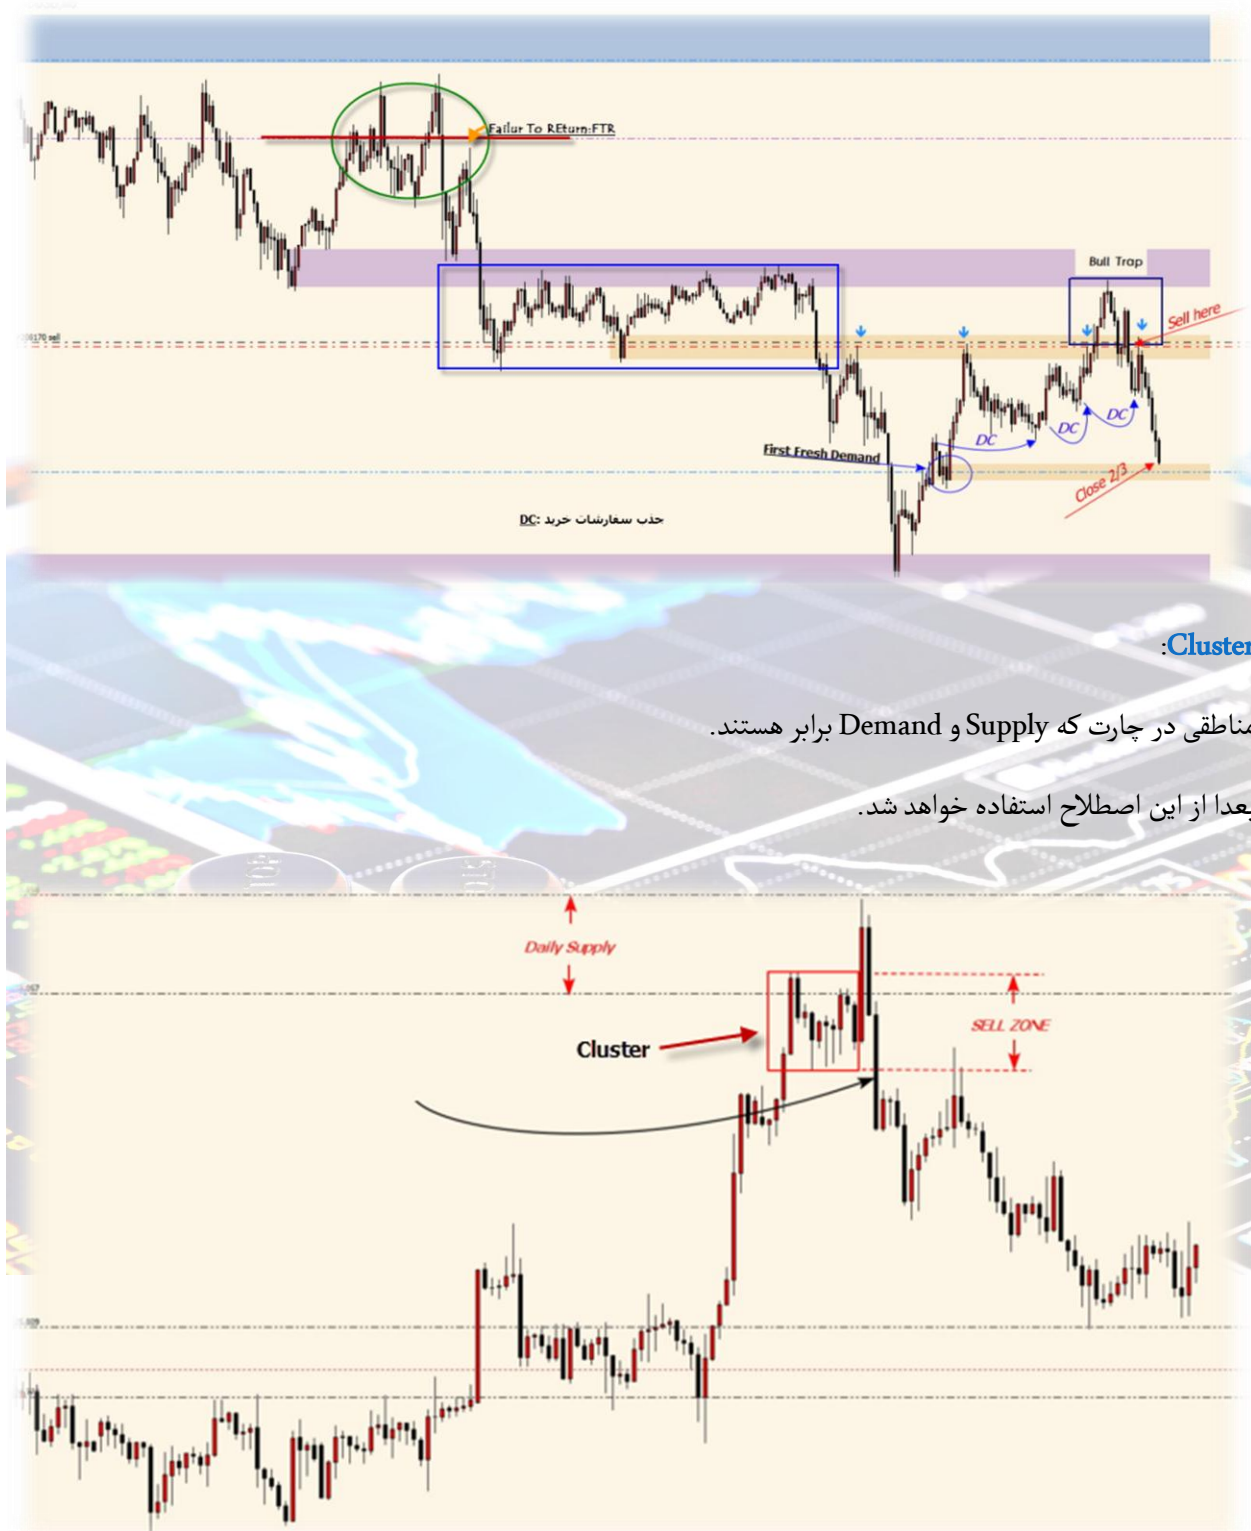 Failur To REturn:FTR
Bull Trap
Sell here
DC
DC
DC
First Fresh Demand
Close 2/3
DC: جذب سفارشات خرید
Cluster:
مناطقی در چارت که Supply و Demand برابر هستند.
بعدا از این اصطلاح استفاده خواهد شد.
Daily Supply
SELL ZONE
Cluster